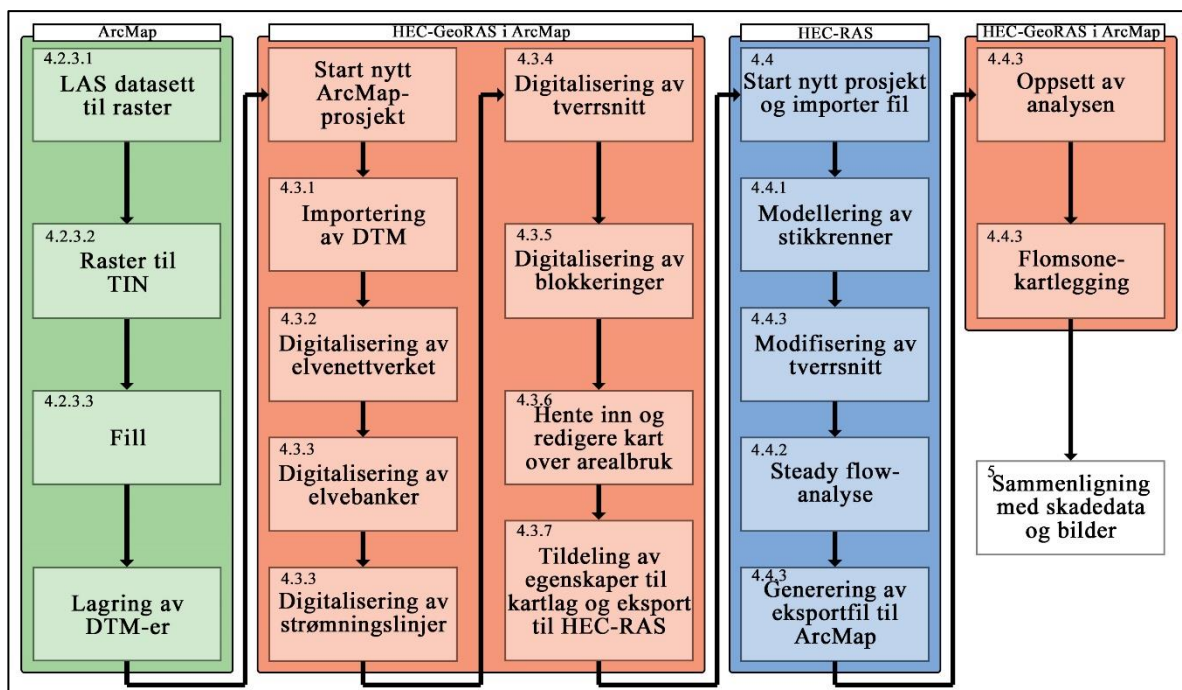 ArcMap
4.2.3.1
LAS datasett
til raster
4.2.3.2
Raster til
TIN
4.2.3.3
Fill
Lagring av
DTM-er
HEC-GeoRAS i ArcMap
Start nytt
ArcMap-
prosjekt
4.3.1
Importering
av DTM
4.3.2
Digitalisering av
elvenettverket
4.3.3
Digitalisering av
elvebanker
4.3.3
Digitalisering av
strømningslinjer
4.3.4
Digitalisering av
tverrsnitt
4.3.5
Digitalisering av
blokkeringer
4.3.6
Hente inn og
redigere kart
over arealbruk
4.3.7
Tildeling av
egenskaper til
kartlag og eksport
til HEC-RAS
HEC-RAS
4.4
Start nytt prosjekt
og importer fil
4.4.1
Modellering av
stikkrenner
4.4.3
Modifisering av
tverrsnitt
4.4.2
Steady flow-
analyse
4.4.3
Generering av
eksportfil til
ArcMap
HEC-GeoRAS i ArcMap
4.4.3
Oppsett av
analysen
4.4.3
Flomsone-
kartlegging
5
Sammenligning
med skadedata
og bilder